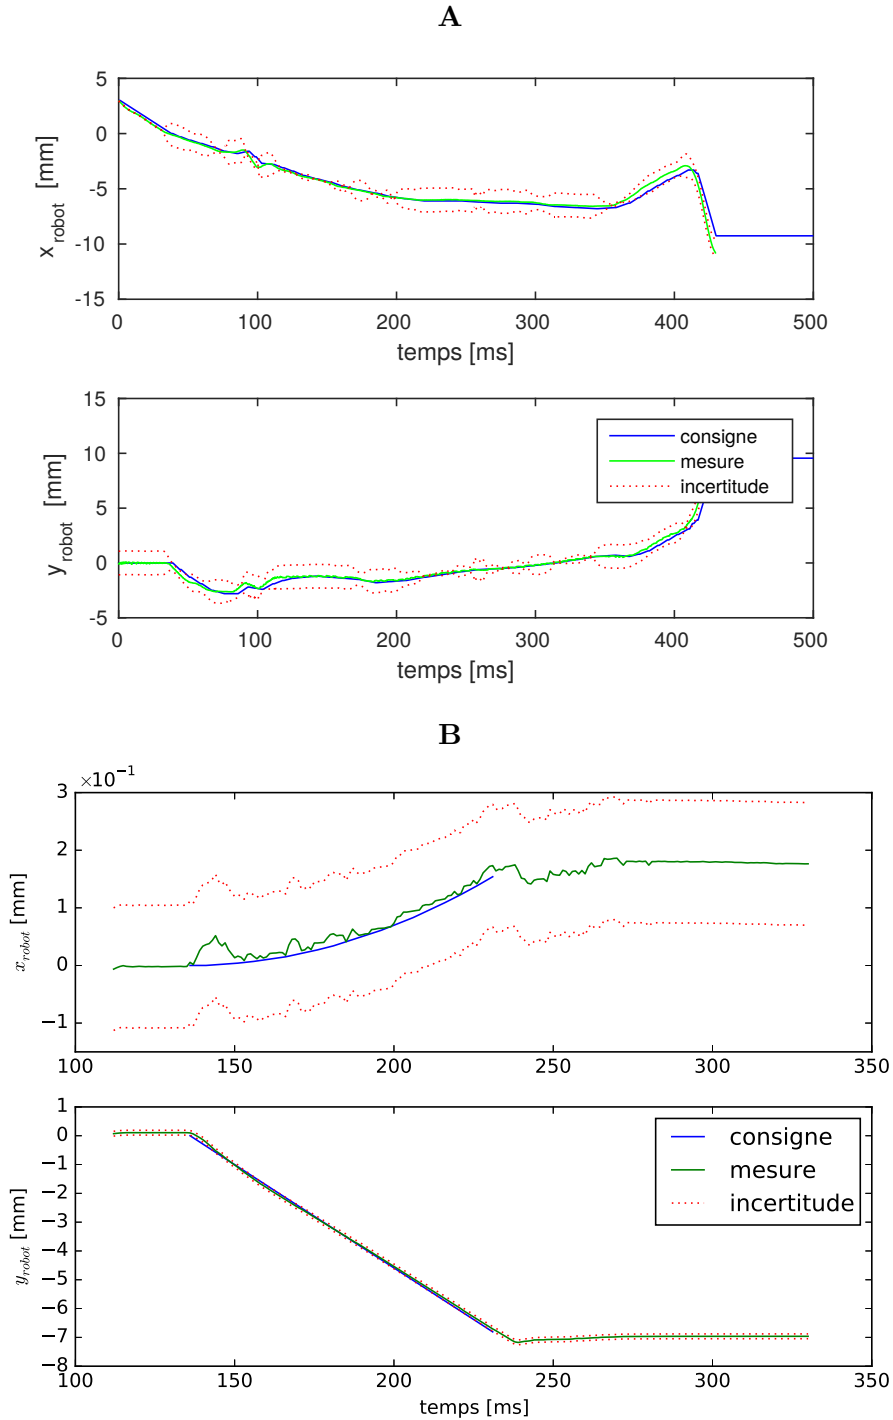 A
5
0
-5
-10
-15
x_robot [mm]
0 100 200 300 400 500
temps [ms]
15
10
5
0
-5
y_robot [mm]
consigne
mesure
incertitude
0 100 200 300 400 500
temps [ms]
B
×10⁻¹
3
2
1
0
−1
x_robot [mm]
100 150 200 250 300 350
1
0
−1
−2
−3
−4
−5
−6
−7
−8
y_robot [mm]
consigne
mesure
incertitude
100 150 200 250 300 350
temps [ms]